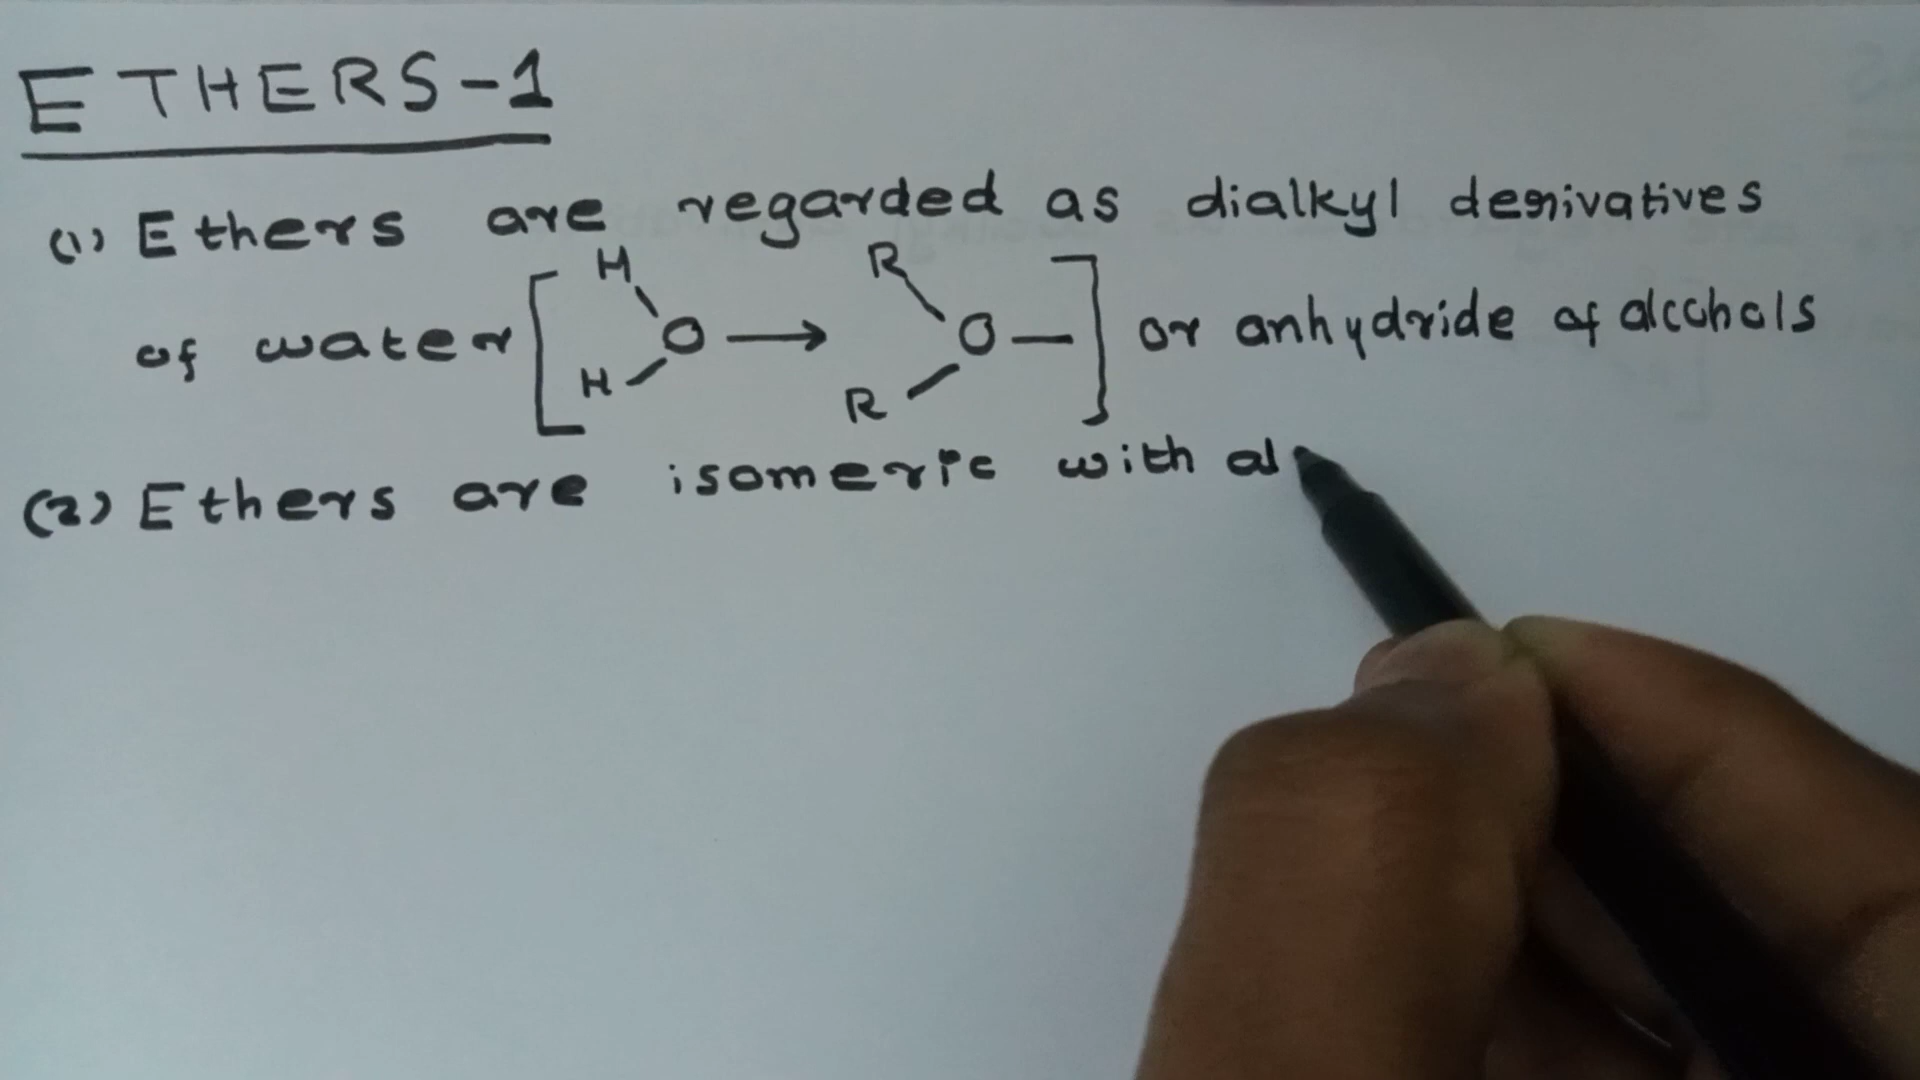 ETHERS-1
(1) Ethers are regarded as dialkyl derivatives
of water [H H O → R R O —] or anhydride of alcohols
(2) Ethers are isomeric with al